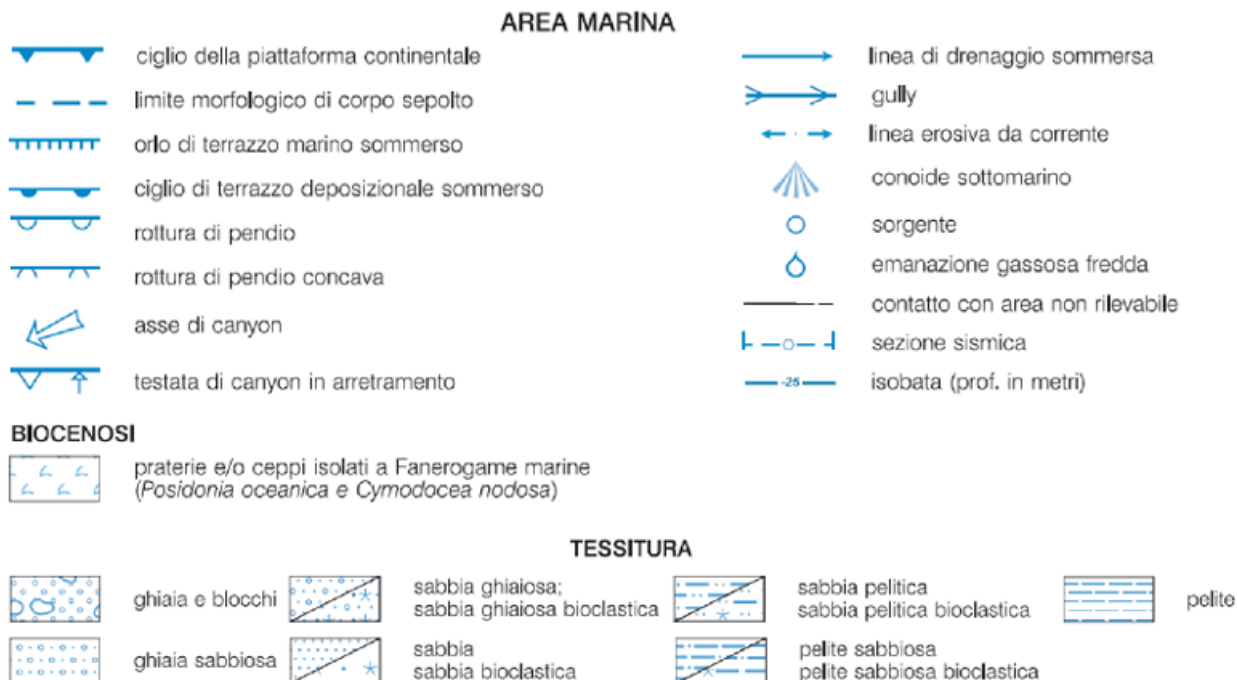 AREA MARINA
ciglio della piattaforma continentale
limite morfologico di corpo sepolto
orlo di terrazzo marino sommerso
ciglio di terrazzo deposizionale sommerso
rottura di pendio
rottura di pendio concava
asse di canyon
testata di canyon in arretramento
linea di drenaggio sommersa
gully
linea erosiva da corrente
conoide sottomarino
sorgente
emanazione gassosa fredda
contatto con area non rilevabile
sezione sismica
-25
isobata (prof. in metri)
BIOCENOSI
praterie e/o ceppi isolati a Fanerogame marine
(Posidonia oceanica e Cymodocea nodosa)
TESSITURA
ghiaia e blocchi
ghiaia sabbiosa
sabbia ghiaiosa;
sabbia ghiaiosa bioclastica
sabbia
sabbia bioclastica
sabbia pelitica
sabbia pelitica bioclastica
pelite sabbiosa
pelite sabbiosa bioclastica
pelite